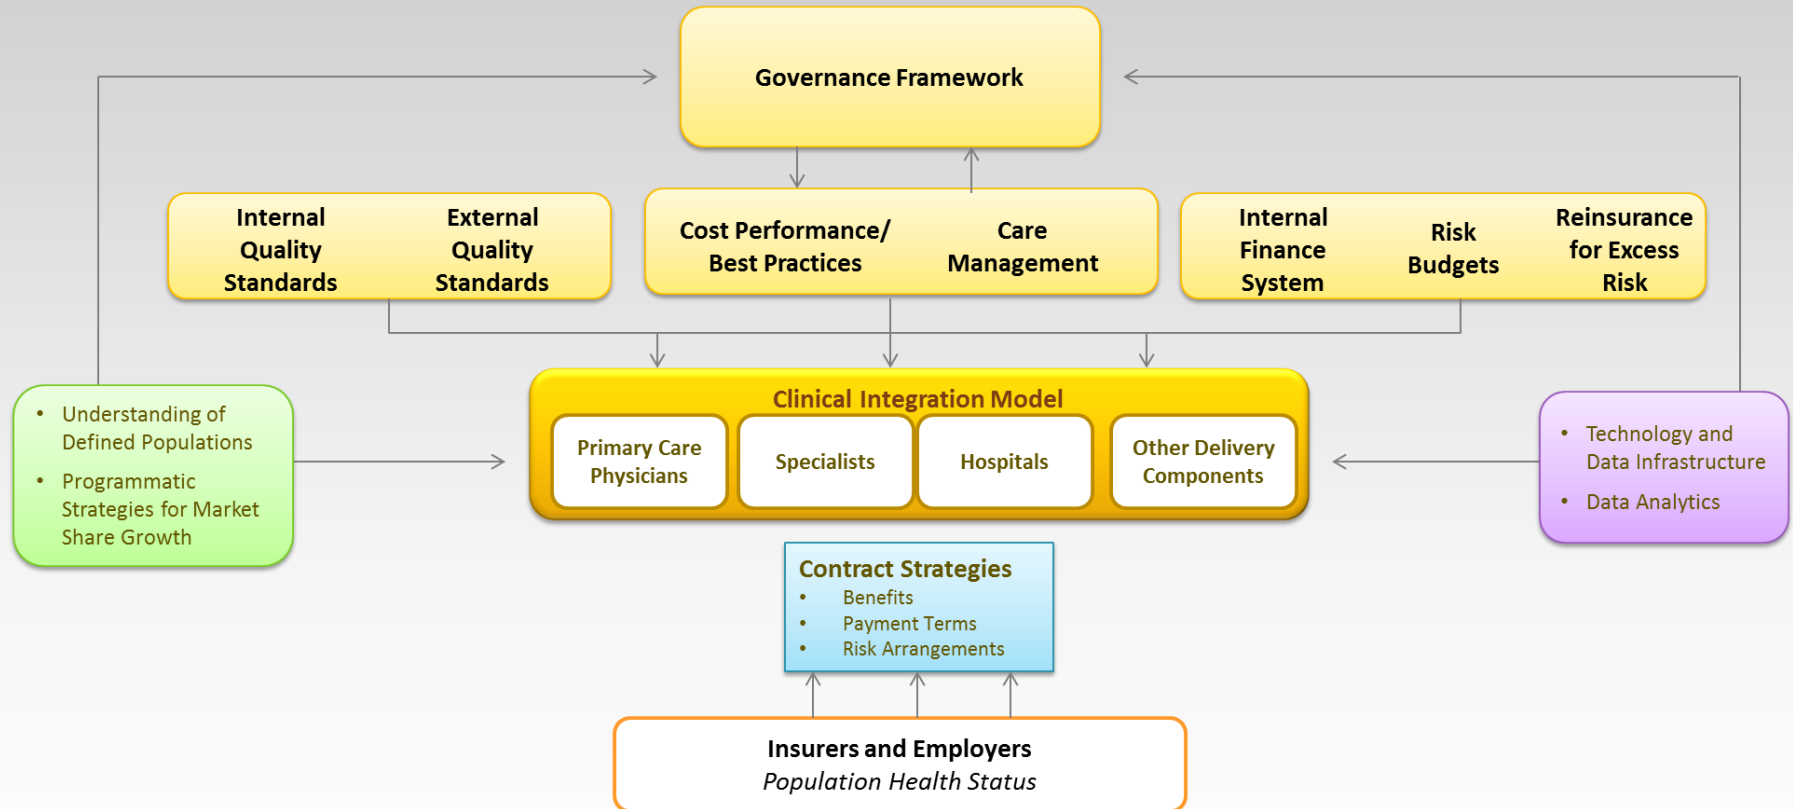 Governance Framework
Internal
Quality
Standards
External
Quality
Standards
Cost Performance/
Best Practices
Care
Management
Internal
Finance
System
Risk
Budgets
Reinsurance
for Excess
Risk
• Understanding of
Defined Populations
• Programmatic
Strategies for Market
Share Growth
Clinical Integration Model
Primary Care
Physicians
Specialists
Hospitals
Other Delivery
Components
• Technology and
Data Infrastructure
• Data Analytics
Contract Strategies
• Benefits
• Payment Terms
• Risk Arrangements
Insurers and Employers
Population Health Status